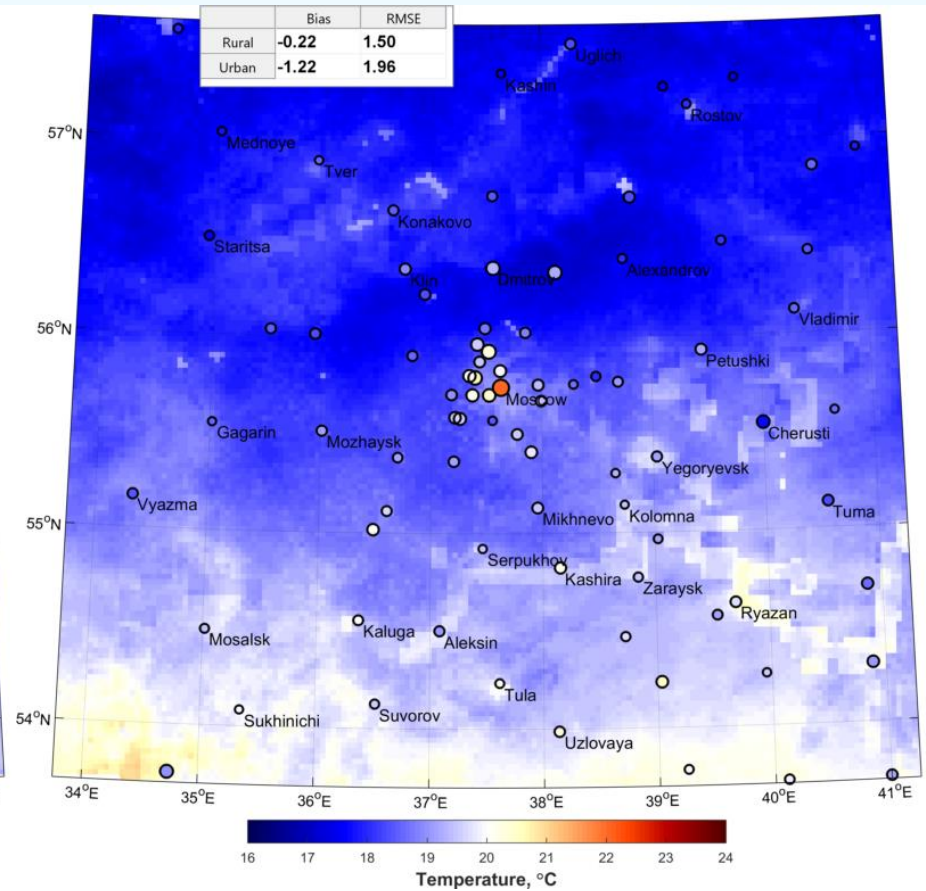 Bias RMSE
Rural -0.22 1.50
Urban -1.22 1.96
Uglich
Kashin
Rostov
57°N
Mednoye
Tver
Konakovo
Staritsa
Klin
Dmitrov
Alexandrov
56°N
Vladimir
Petushki
Moscow
Gagarin
Mozhaysk
Cherusti
Yegoryevsk
Vyazma
Tuma
55°N
Mikhnevo
Kolomna
Serpukhov
Kashira
Zaraysk
Ryazan
Mosalsk
Kaluga
Aleksin
Tula
54°N
Sukhinichi
Suvorov
Uzlovaya
34°E 35°E 36°E 37°E 38°E 39°E 40°E 41°E
16 17 18 19 20 21 22 23 24
Temperature, °C